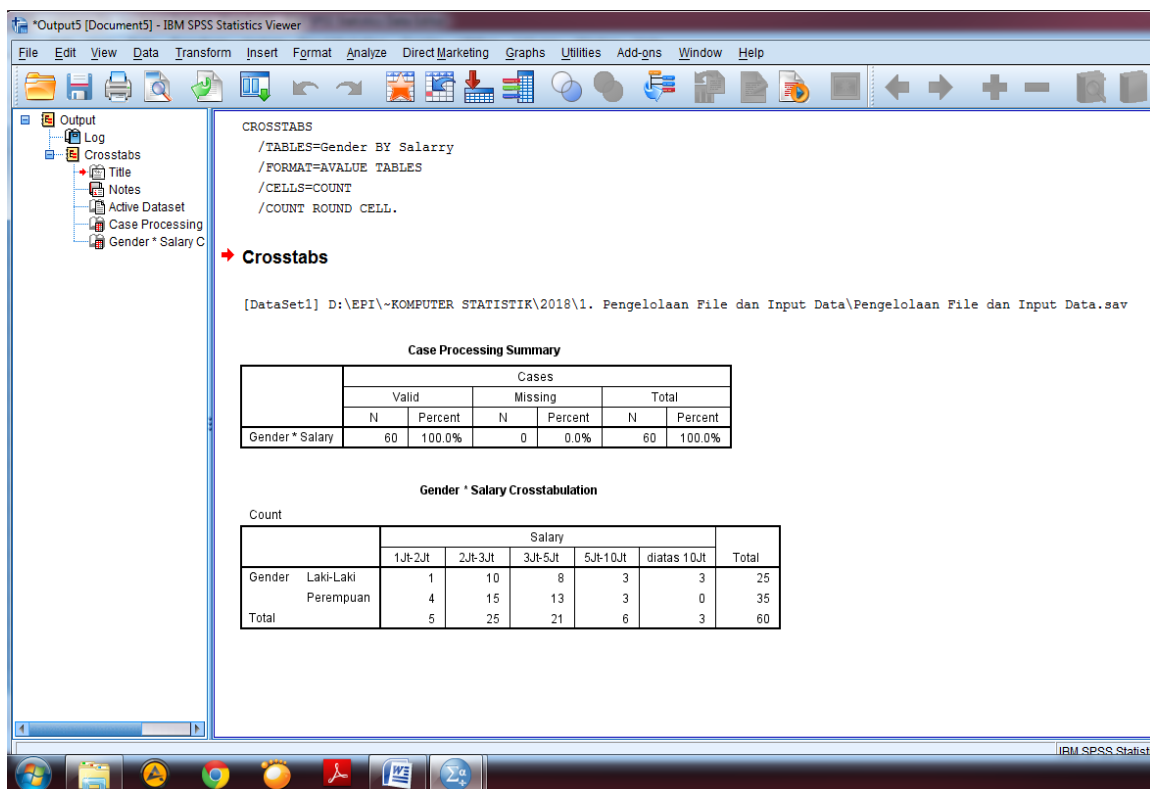 *Output5 [Document5] - IBM SPSS Statistics Viewer
File Edit View Data Transform Insert Format Analyze Direct Marketing Graphs Utilities Add-ons Window Help
Output
Log
Crosstabs
Title
Notes
Active Dataset
Case Processing
Gender * Salary C
CROSSTABS
/TABLES=Gender BY Salarry
/FORMAT=AVALUE TABLES
/CELLS=COUNT
/COUNT ROUND CELL.
Crosstabs
[DataSet1] D:\EPI\~KOMPUTER STATISTIK\2018\1. Pengelolaan File dan Input Data\Pengelolaan File dan Input Data.sav
Case Processing Summary
Cases
Valid Missing Total
N Percent N Percent N Percent
Gender * Salary 60 100.0% 0 0.0% 60 100.0%
Gender * Salary Crosstabulation
Count
Salary
1Jt-2Jt 2Jt-3Jt 3Jt-5Jt 5Jt-10Jt diatas 10Jt Total
Gender Laki-Laki 1 10 8 3 3 25
Perempuan 4 15 13 3 0 35
Total 5 25 21 6 3 60
IBM SPSS Statist